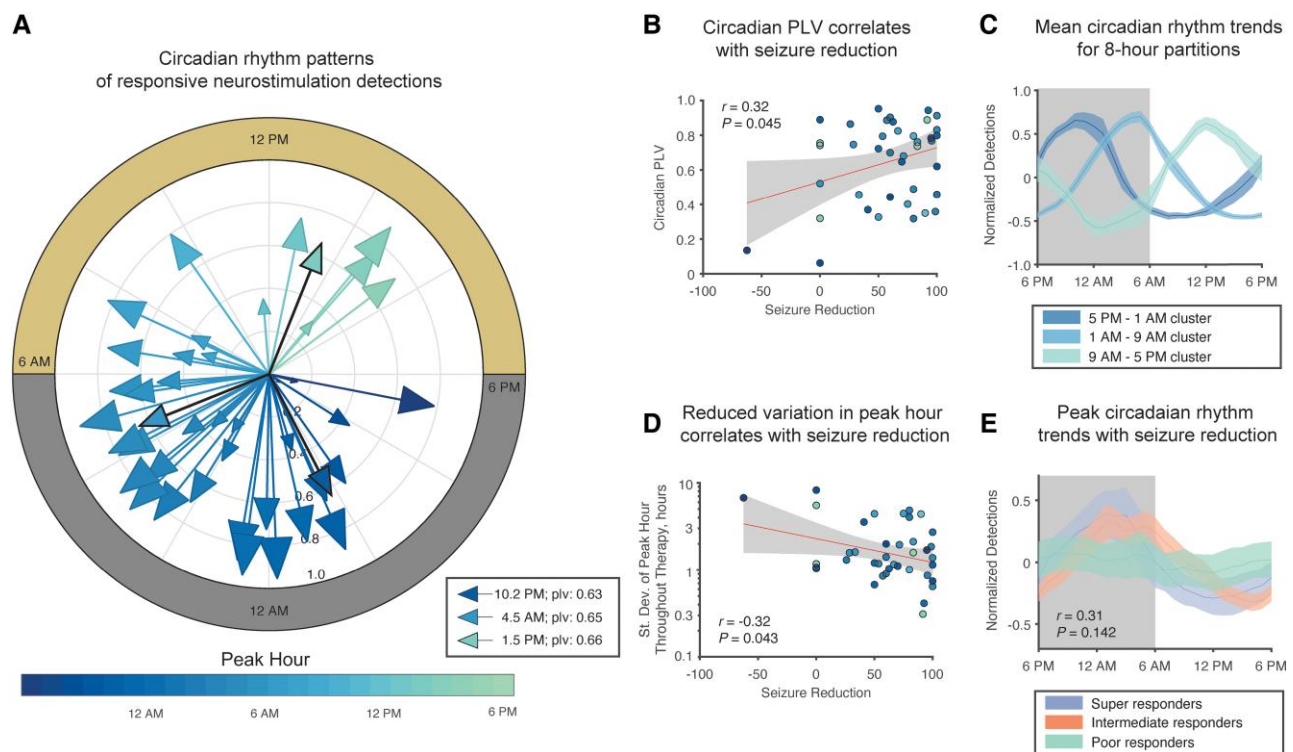 A
Circadian rhythm patterns
of responsive neurostimulation detections
12 PM
6 AM
6 PM
0.2
0.4
0.6
0.8
1.0
12 AM
10.2 PM; plv: 0.63
4.5 AM; plv: 0.65
1.5 PM; plv: 0.66
Peak Hour
12 AM
6 AM
12 PM
6 PM
B
Circadian PLV correlates
with seizure reduction
r = 0.32
P = 0.045
Circadian PLV
1.0
0.8
0.6
0.4
0.2
0
-100
-50
0
50
100
Seizure Reduction
C
Mean circadian rhythm trends
for 8-hour partitions
Normalized Detections
1.0
0.5
0
-0.5
-1.0
6 PM
12 AM
6 AM
12 PM
6 PM
5 PM - 1 AM cluster
1 AM - 9 AM cluster
9 AM - 5 PM cluster
D
Reduced variation in peak hour
correlates with seizure reduction
St. Dev. of Peak Hour
Throughout Therapy, hours
10
3
1
0.3
0.1
r = -0.32
P = 0.043
-100
-50
0
50
100
Seizure Reduction
E
Peak circadaian rhythm
trends with seizure reduction
Normalized Detections
0.5
0
-0.5
r = 0.31
P = 0.142
6 PM
12 AM
6 AM
12 PM
6 PM
Super responders
Intermediate responders
Poor responders